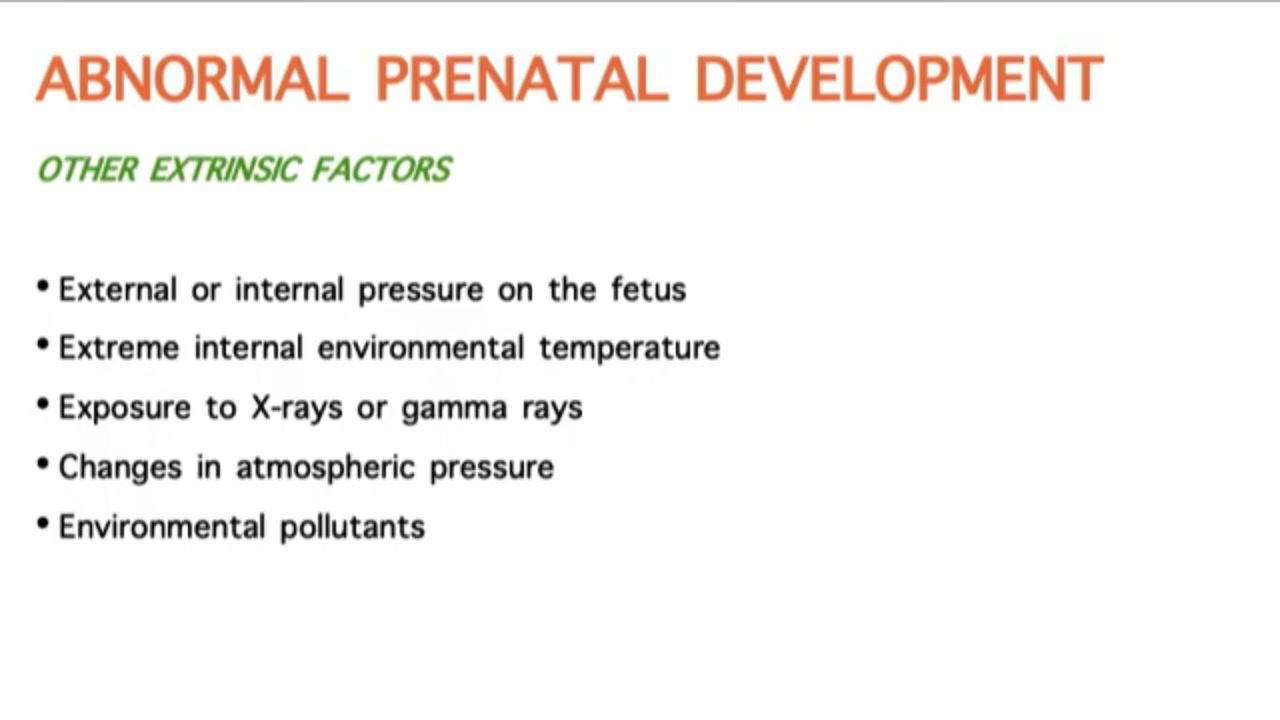 ABNORMAL PRENATAL DEVELOPMENT
OTHER EXTRINSIC FACTORS
• External or internal pressure on the fetus
• Extreme internal environmental temperature
• Exposure to X-rays or gamma rays
• Changes in atmospheric pressure
• Environmental pollutants